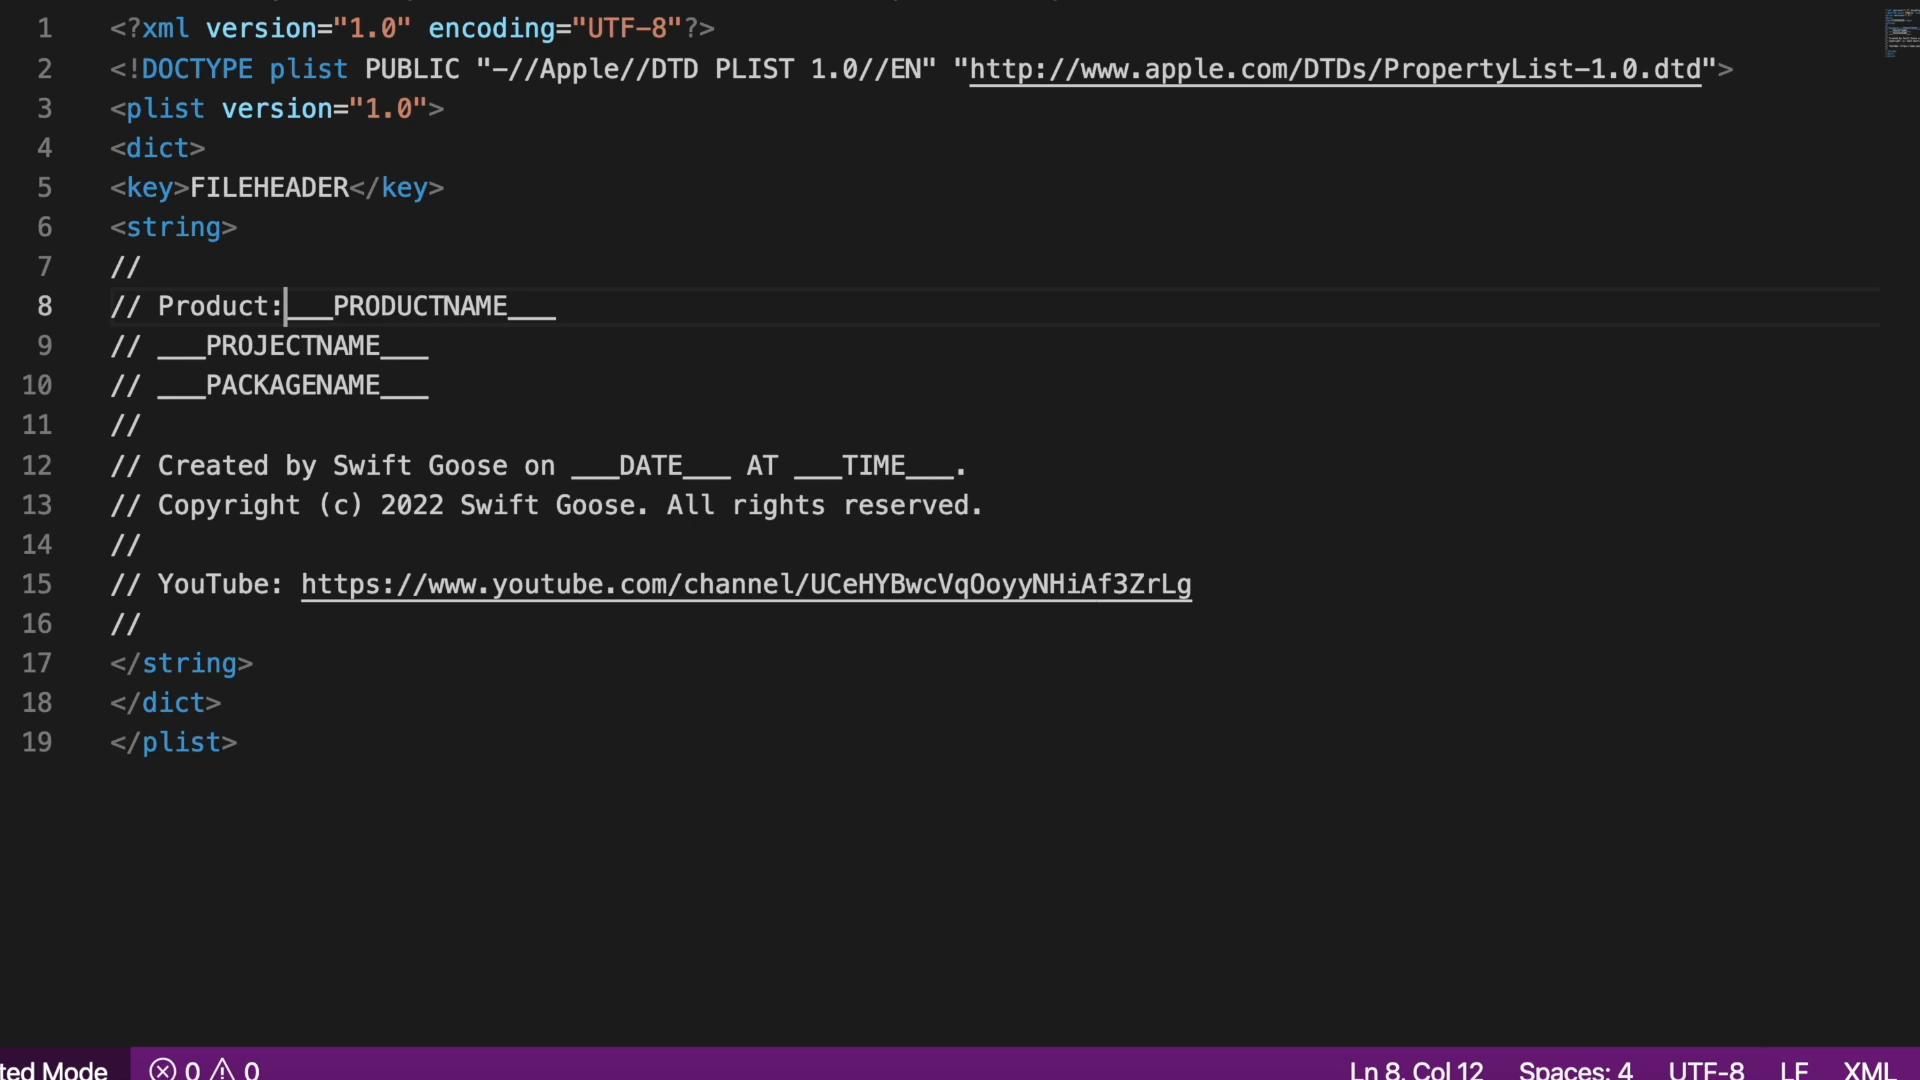 1 <?xml version="1.0" encoding="UTF-8"?>
2 <!DOCTYPE plist PUBLIC "-//Apple//DTD PLIST 1.0//EN" "http://www.apple.com/DTDs/PropertyList-1.0.dtd">
3 <plist version="1.0">
4 <dict>
5 <key>FILEHEADER</key>
6 <string>
7 //
8 // Product:___PRODUCTNAME___
9 // ___PROJECTNAME___
10 // ___PACKAGENAME___
11 //
12 // Created by Swift Goose on ___DATE___ AT ___TIME___.
13 // Copyright (c) 2022 Swift Goose. All rights reserved.
14 //
15 // YouTube: https://www.youtube.com/channel/UCeHYBwcVqOoyyNHiAf3ZrLg
16 //
17 </string>
18 </dict>
19 </plist>
ted Mode 0 0 Ln 8, Col 12 Spaces: 4 UTF-8 LF XML